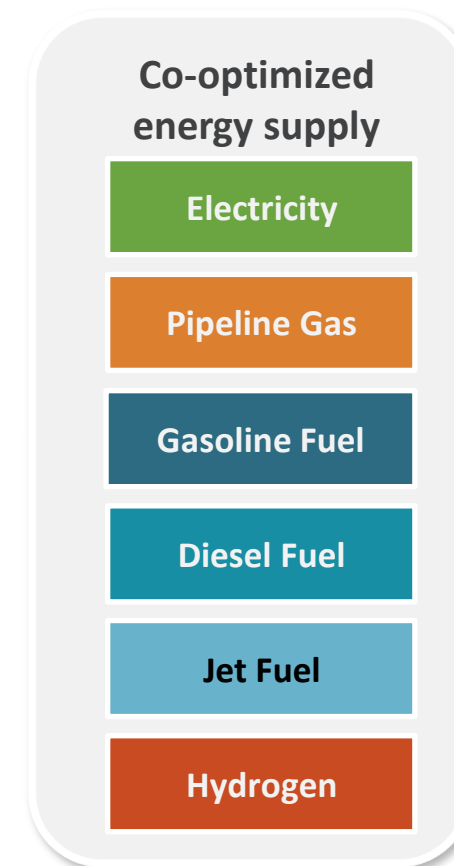 Co-optimized
energy supply
Electricity
Pipeline Gas
Gasoline Fuel
Diesel Fuel
Jet Fuel
Hydrogen